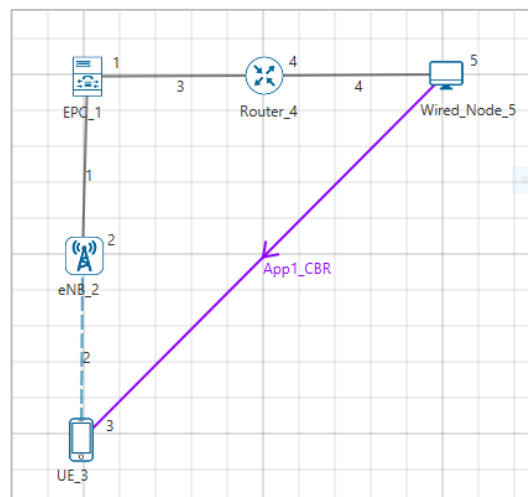 1
4
5
3
4
EPC_1
Router_4
Wired_Node_5
1
2
App1_CBR
eNB_2
2
3
UE_3